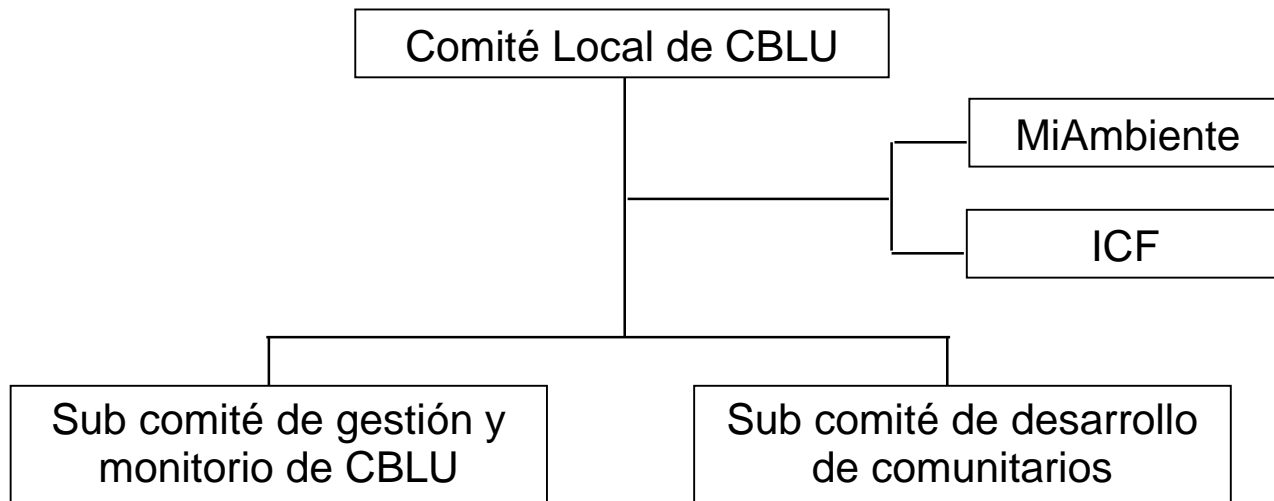 Comité Local de CBLU
MiAmbiente
ICF
Sub comité de gestión y
monitorio de CBLU
Sub comité de desarrollo
de comunitarios